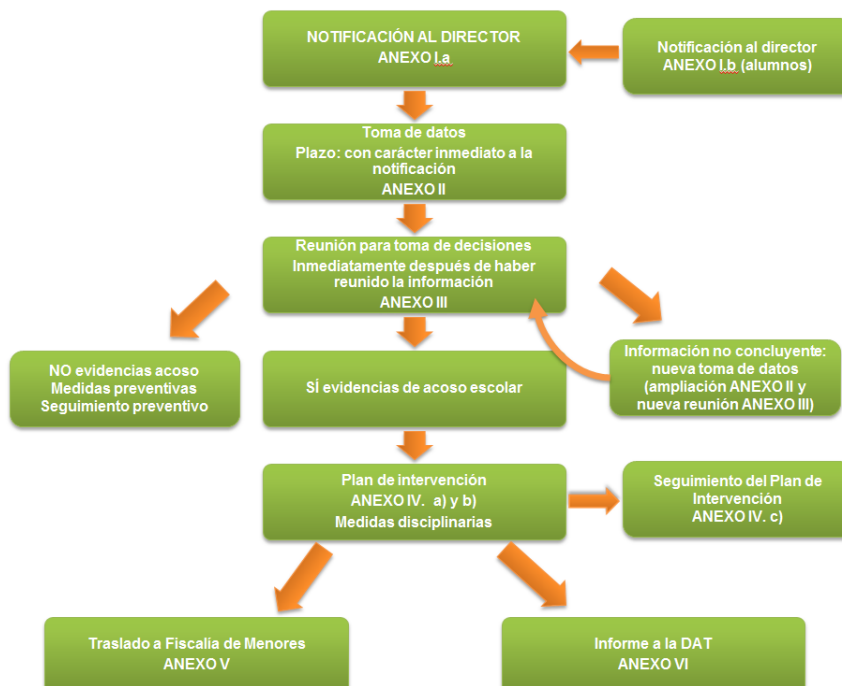 NOTIFICACIÓN AL DIRECTOR
ANEXO I.a
Notificación al director
ANEXO I.b (alumnos)
Toma de datos
Plazo: con carácter inmediato a la
notificación
ANEXO II
Reunión para toma de decisiones
Inmediatamente después de haber
reunido la información
ANEXO III
NO evidencias acoso
Medidas preventivas
Seguimiento preventivo
SÍ evidencias de acoso escolar
Información no concluyente:
nueva toma de datos
(ampliación ANEXO II y
nueva reunión ANEXO III)
Plan de intervención
ANEXO IV. a) y b)
Medidas disciplinarias
Seguimiento del Plan de
Intervención
ANEXO IV. c)
Traslado a Fiscalía de Menores
ANEXO V
Informe a la DAT
ANEXO VI